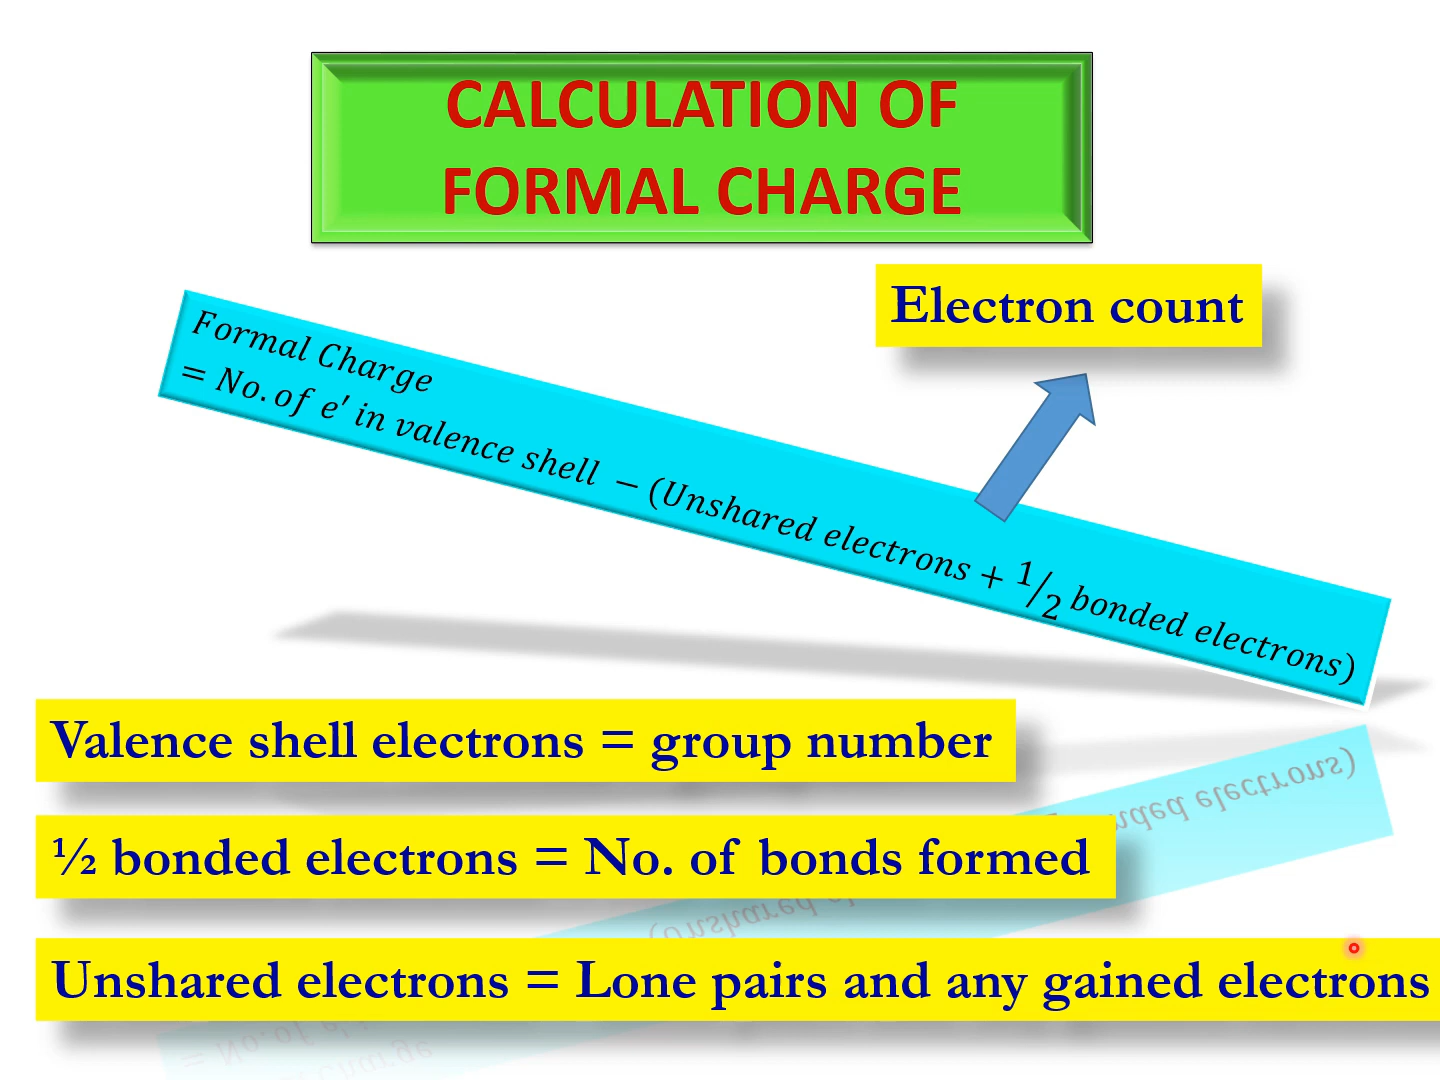 CALCULATION OF
FORMAL CHARGE
Electron count
Formal Charge
= No. of e' in valence shell − (Unshared electrons + 1/2 bonded electrons)
Valence shell electrons = group number
½ bonded electrons = No. of bonds formed
Unshared electrons = Lone pairs and any gained electrons